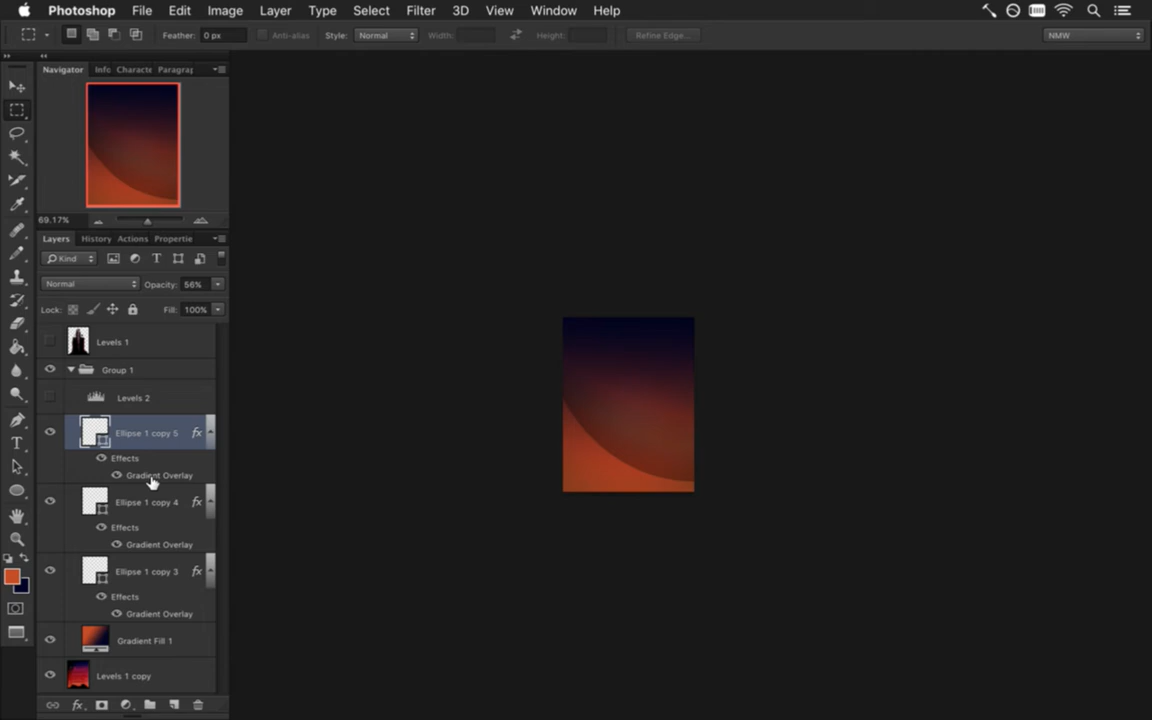 Photoshop File Edit Image Layer Type Select Filter 3D View Window Help
Feather: 0 px Anti-alias Style: Normal Width: Height: Refine Edge... NMW
Navigator Info Characte Paragrap
69.17%
Layers History Actions Propertie
Kind T
Normal Opacity: 56%
Lock: Fill: 100%
Levels 1
Group 1
Levels 2
Ellipse 1 copy 5 fx
Effects
Gradient Overlay
Ellipse 1 copy 4 fx
Effects
Gradient Overlay
Ellipse 1 copy 3 fx
Effects
Gradient Overlay
Gradient Fill 1
Levels 1 copy
fx